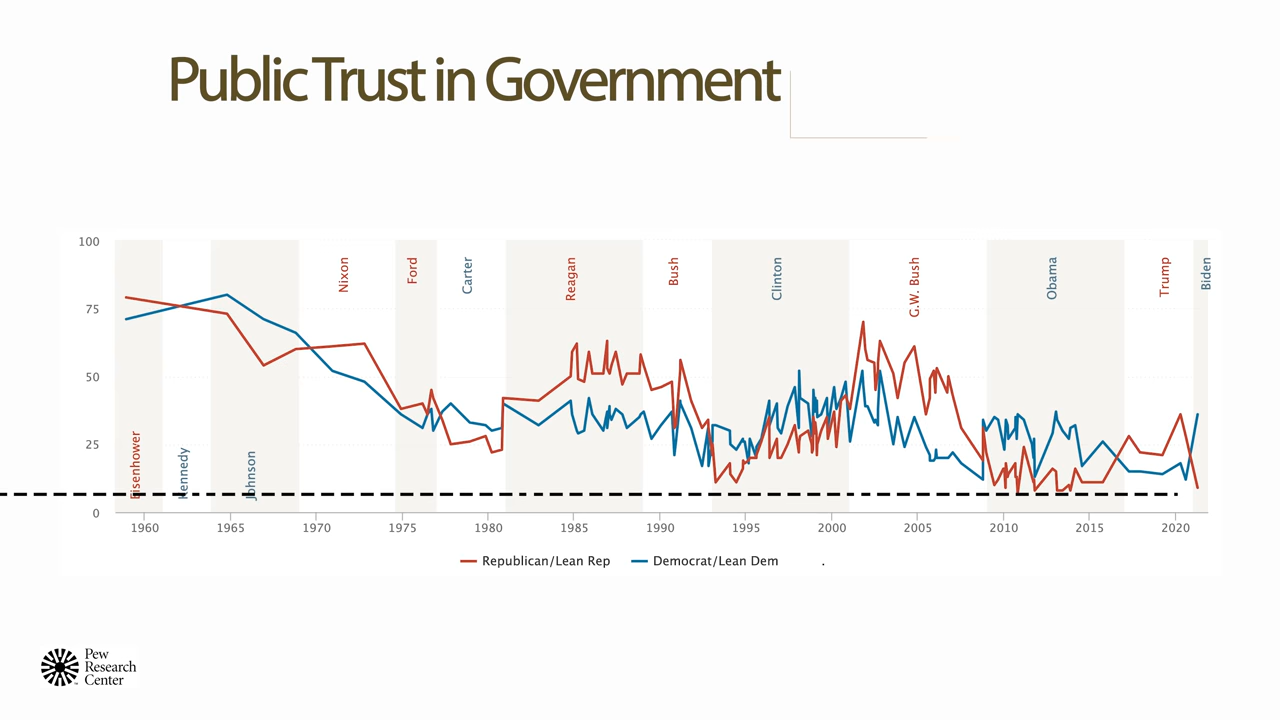 Public Trust in Government
100
75
50
25
0
Eisenhower
Kennedy
Johnson
Nixon
Ford
Carter
Reagan
Bush
Clinton
G.W. Bush
Obama
Trump
Biden
1960 1965 1970 1975 1980 1985 1990 1995 2000 2005 2010 2015 2020
Republican/Lean Rep Democrat/Lean Dem .
Pew
Research
Center